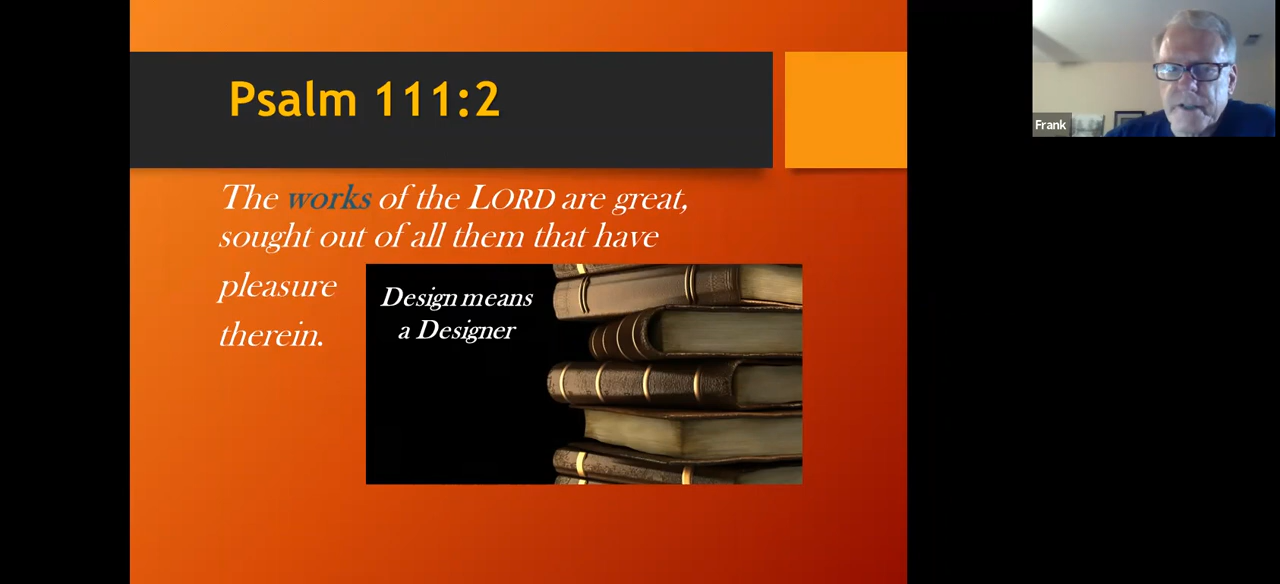 Psalm 111:2
The works of the LORD are great,
sought out of all them that have
pleasure
therein.
Design means
a Designer
Frank